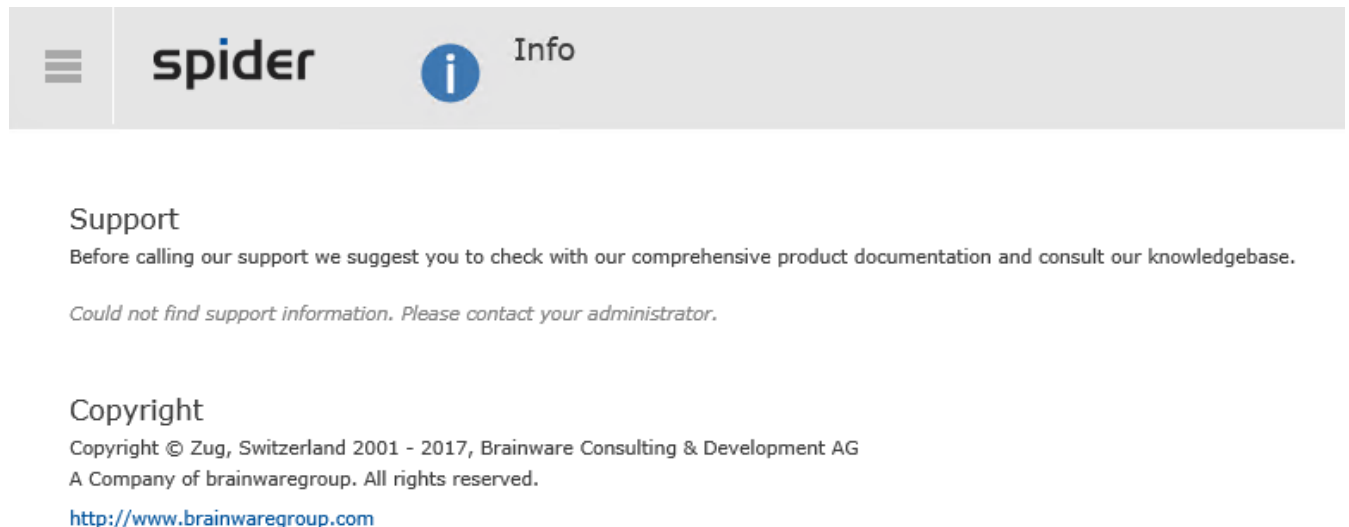 spider
i Info
Support
Before calling our support we suggest you to check with our comprehensive product documentation and consult our knowledgebase.
Could not find support information. Please contact your administrator.
Copyright
Copyright © Zug, Switzerland 2001 - 2017, Brainware Consulting & Development AG
A Company of brainwaregroup. All rights reserved.
http://www.brainwaregroup.com